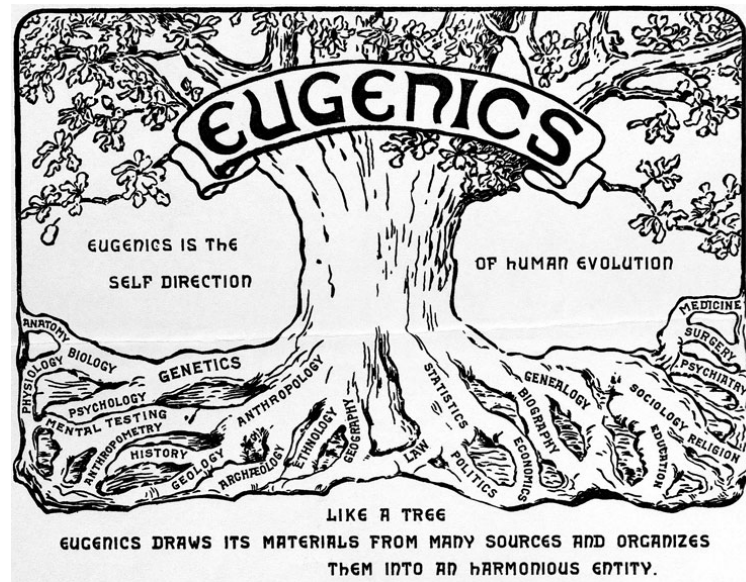 EUGENICS
EUGENICS IS THE
SELF DIRECTION
OF HUMAN EVOLUTION
ANATOMY
PHYSIOLOGY
BIOLOGY
GENETICS
PSYCHOLOGY
MENTAL TESTING
ANTHROPOMETRY
HISTORY
GEOLOGY
ANTHROPOLOGY
ARCHAEOLOGY
ETHNOLOGY
GEOGRAPHY
LAW
STATISTICS
POLITICS
ECONOMICS
GENEALOGY
BIOGRAPHY
SOCIOLOGY
EDUCATION
RELIGION
PSYCHIATRY
SURGERY
MEDICINE
LIKE A TREE
EUGENICS DRAWS ITS MATERIALS FROM MANY SOURCES AND ORGANIZES
THEM INTO AN HARMONIOUS ENTITY.